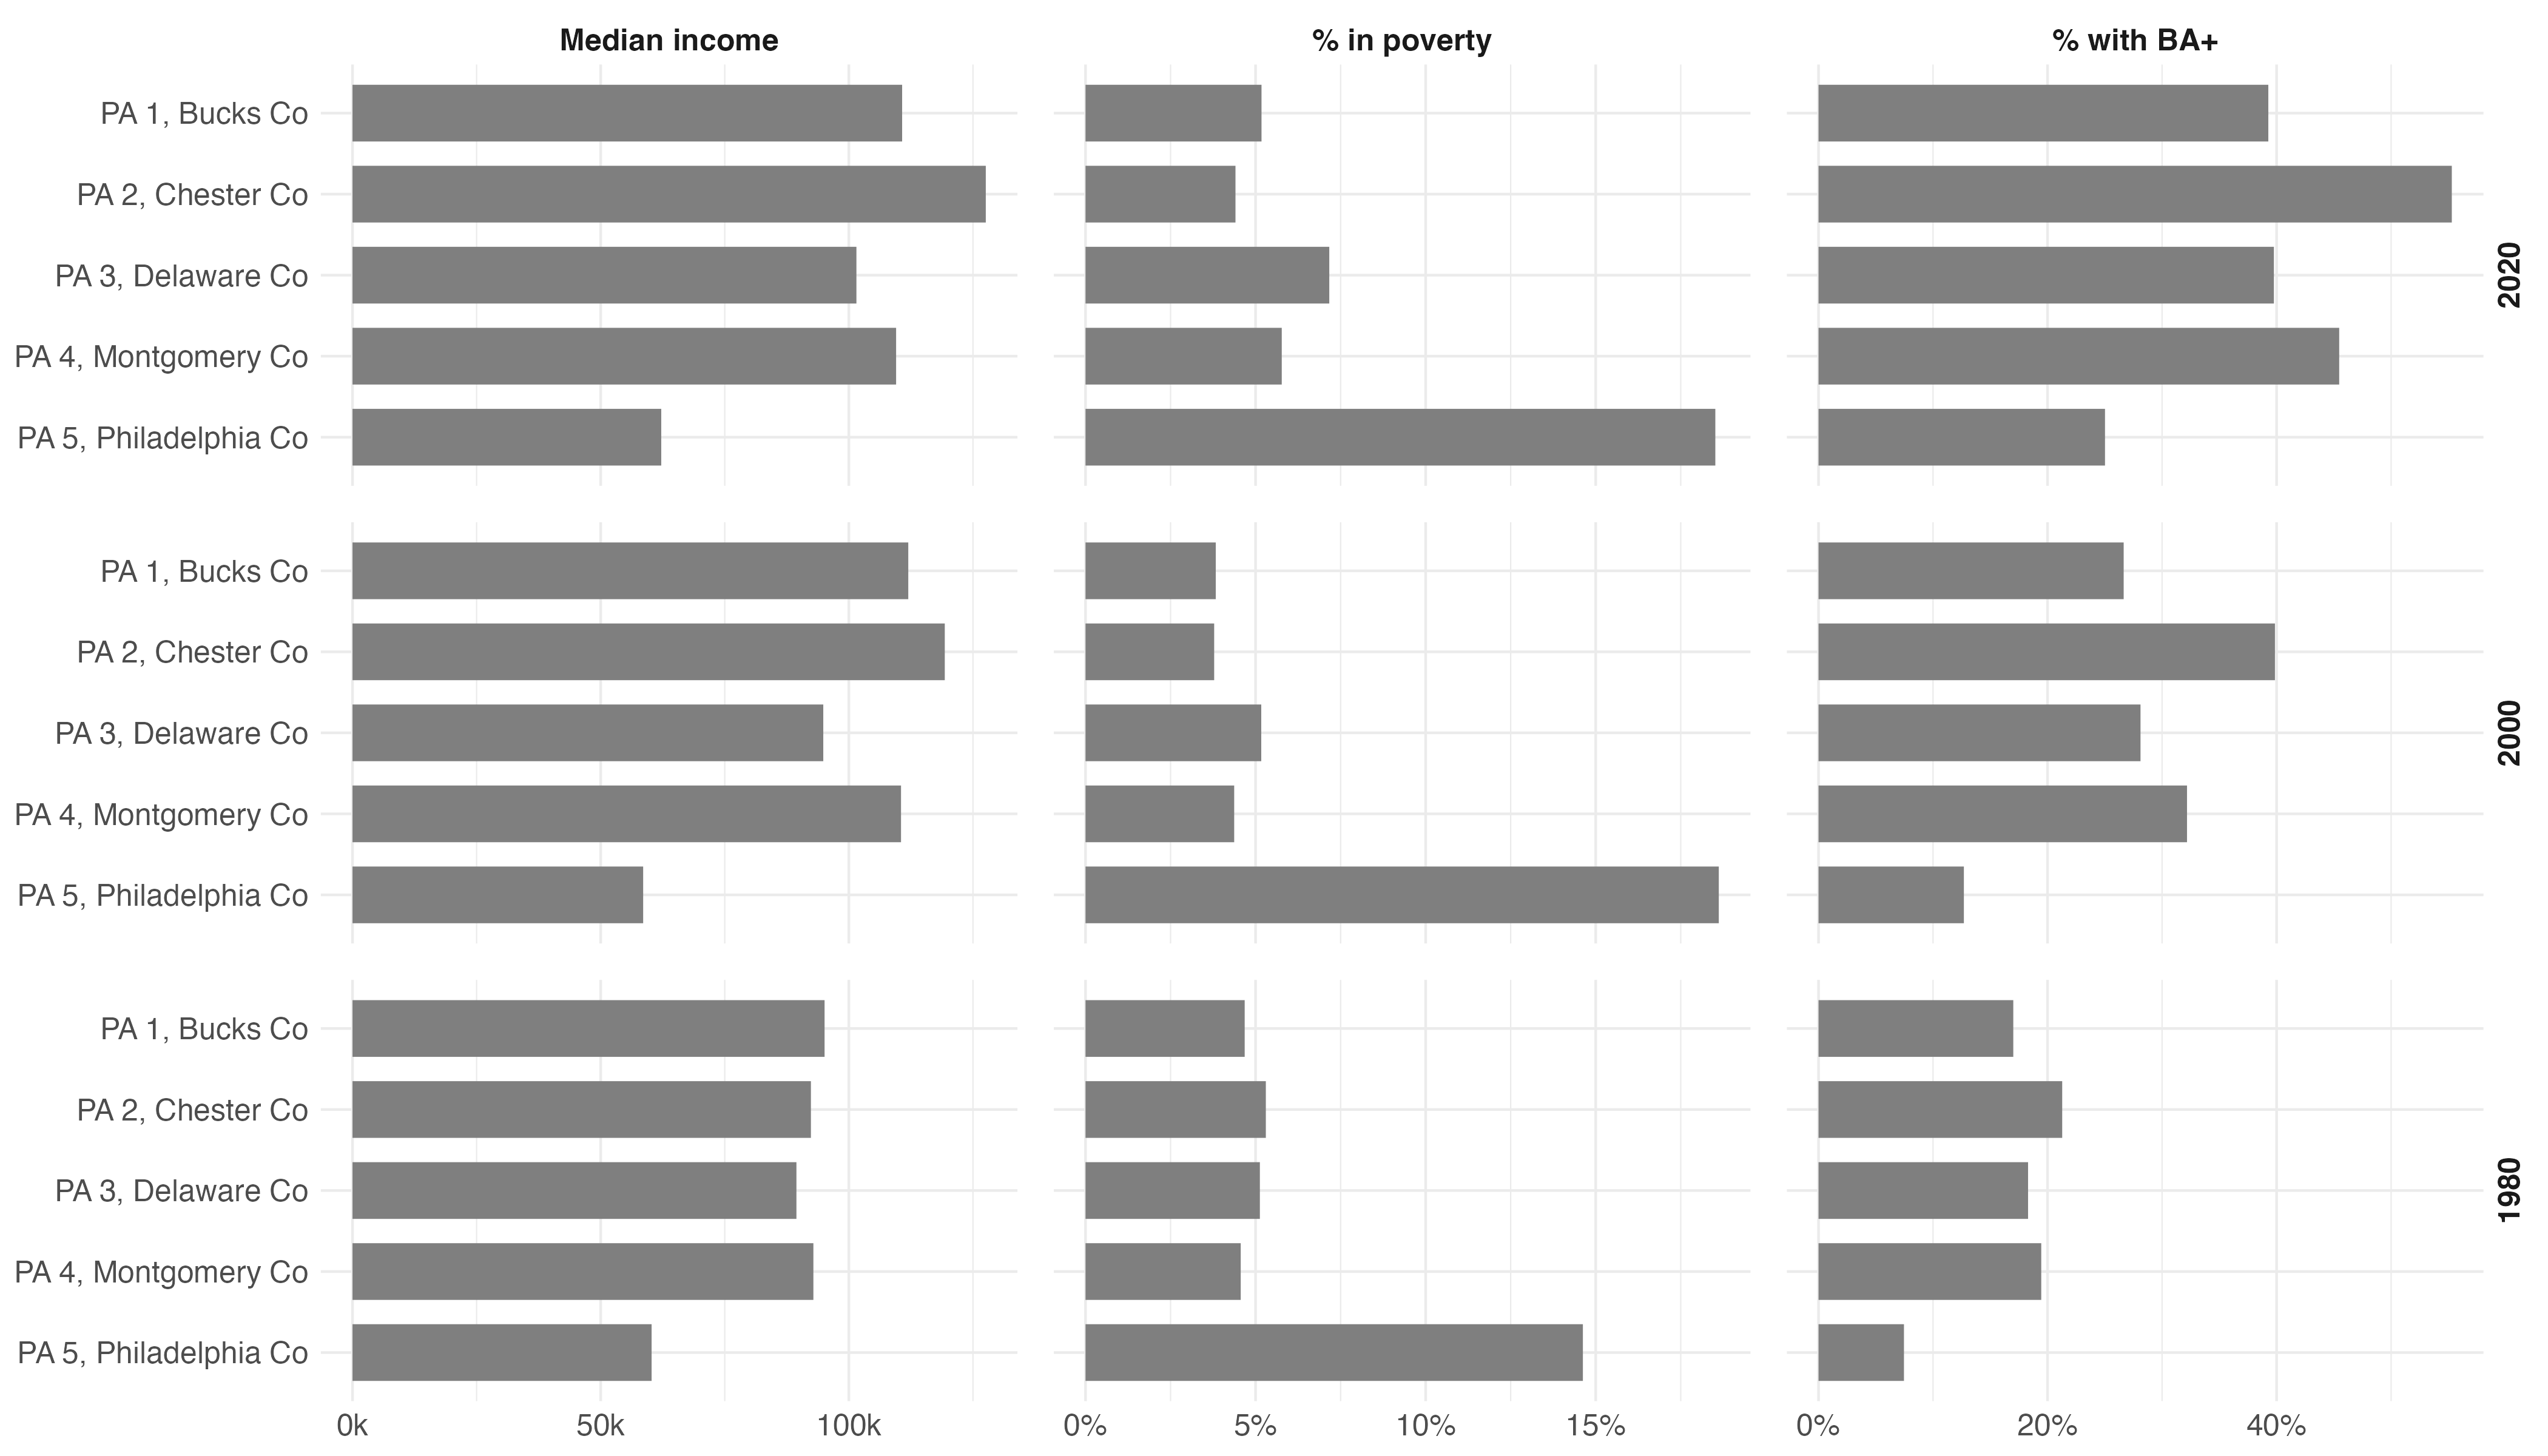 Median income % in poverty % with BA+
PA 1, Bucks Co
PA 2, Chester Co
PA 3, Delaware Co
PA 4, Montgomery Co
PA 5, Philadelphia Co
2020
PA 1, Bucks Co
PA 2, Chester Co
PA 3, Delaware Co
PA 4, Montgomery Co
PA 5, Philadelphia Co
2000
PA 1, Bucks Co
PA 2, Chester Co
PA 3, Delaware Co
PA 4, Montgomery Co
PA 5, Philadelphia Co
1980
0k 50k 100k 0% 5% 10% 15% 0% 20% 40%